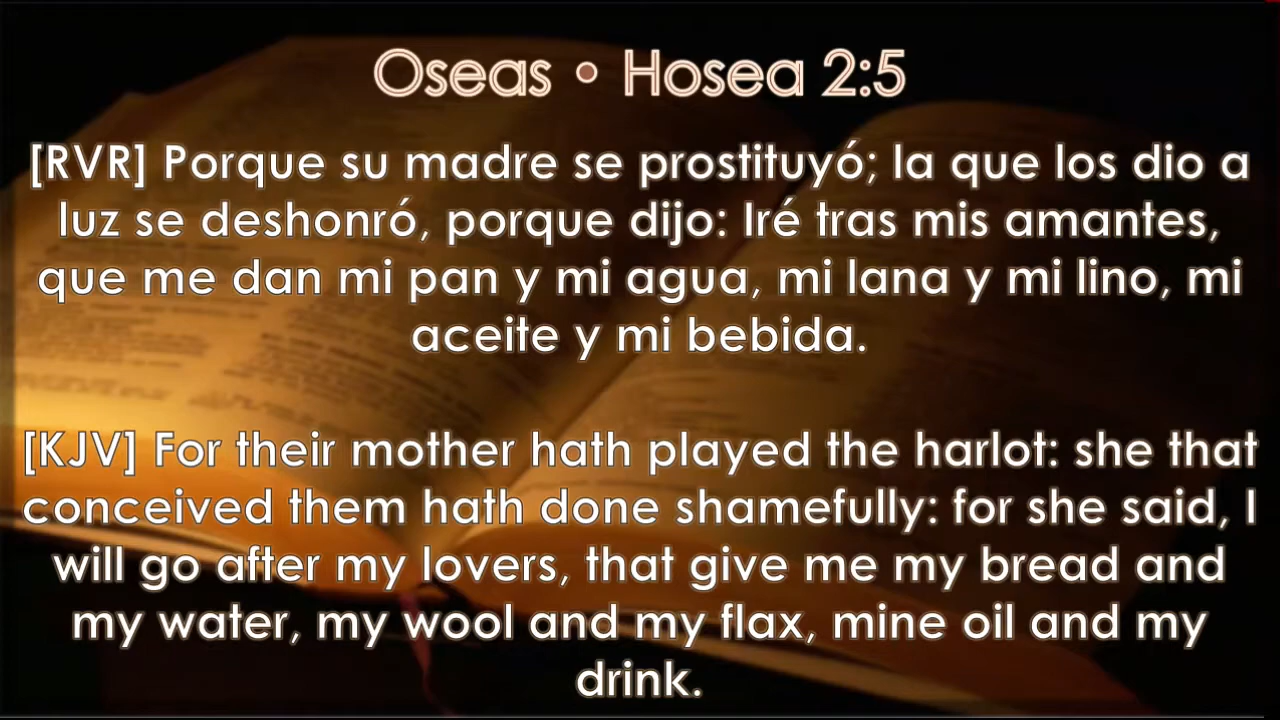 Oseas • Hosea 2:5
[RVR] Porque su madre se prostituyó; la que los dio a
luz se deshonró, porque dijo: Iré tras mis amantes,
que me dan mi pan y mi agua, mi lana y mi lino, mi
aceite y mi bebida.
[KJV] For their mother hath played the harlot: she that
conceived them hath done shamefully: for she said, I
will go after my lovers, that give me my bread and
my water, my wool and my flax, mine oil and my
drink.